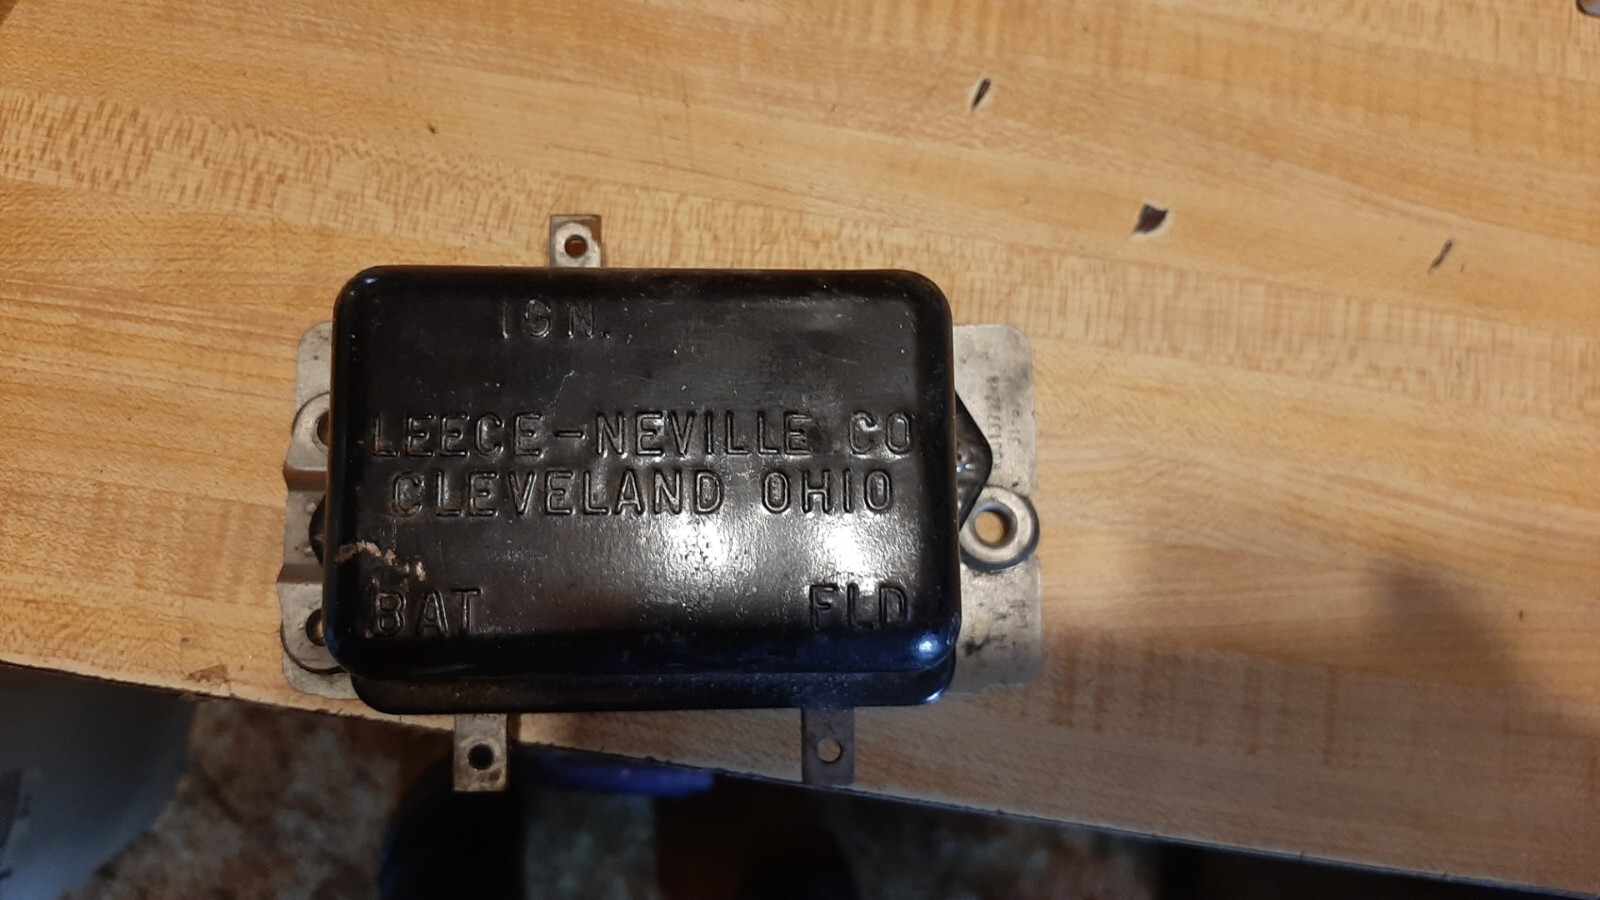 IGN.
LEECE-NEVILLE CO
CLEVELAND OHIO
BAT FLD